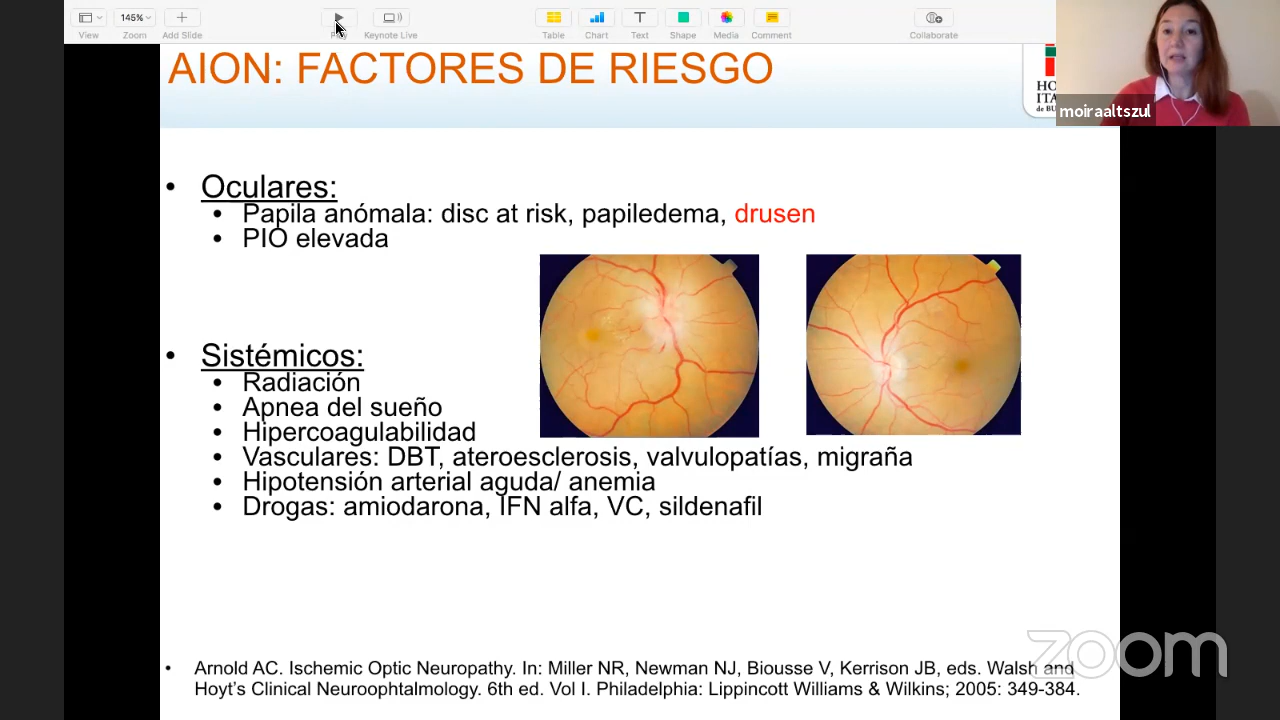 145%
View
Zoom
Add Slide
Keynote Live
Table
Chart
Text
Shape
Media
Comment
Collaborate
AION: FACTORES DE RIESGO
HO
ITA
de BU
moiraaltszul
• Oculares:
• Papila anómala: disc at risk, papiledema, drusen
• PIO elevada
• Sistémicos:
• Radiación
• Apnea del sueño
• Hipercoagulabilidad
• Vasculares: DBT, ateroesclerosis, valvulopatías, migraña
• Hipotensión arterial aguda/ anemia
• Drogas: amiodarona, IFN alfa, VC, sildenafil
zoom
• Arnold AC. Ischemic Optic Neuropathy. In: Miller NR, Newman NJ, Biousse V, Kerrison JB, eds. Walsh and
Hoyt's Clinical Neuroophtalmology. 6th ed. Vol I. Philadelphia: Lippincott Williams & Wilkins; 2005: 349-384.